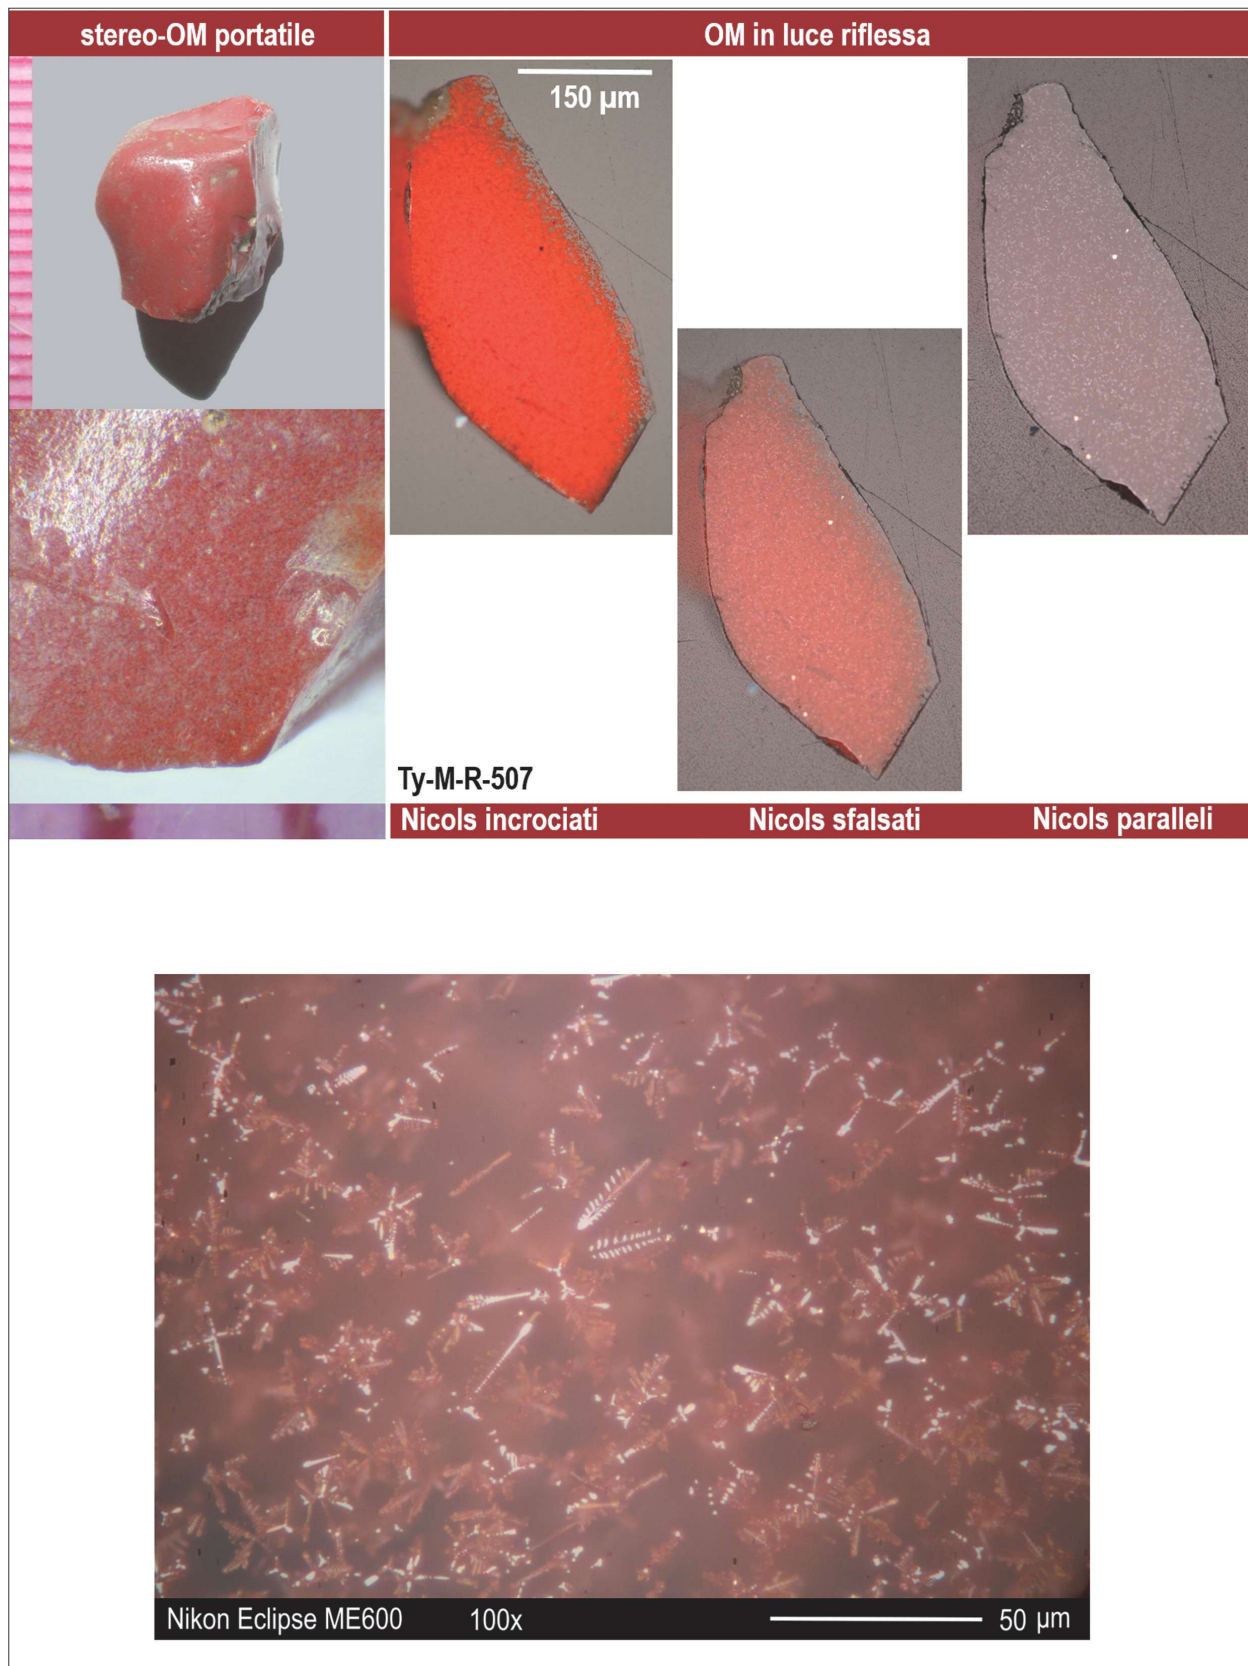 stereo-OM portatile
OM in luce riflessa
150 µm
Ty-M-R-507
Nicols incrociati
Nicols sfalsati
Nicols paralleli
Nikon Eclipse ME600 100x 50 µm